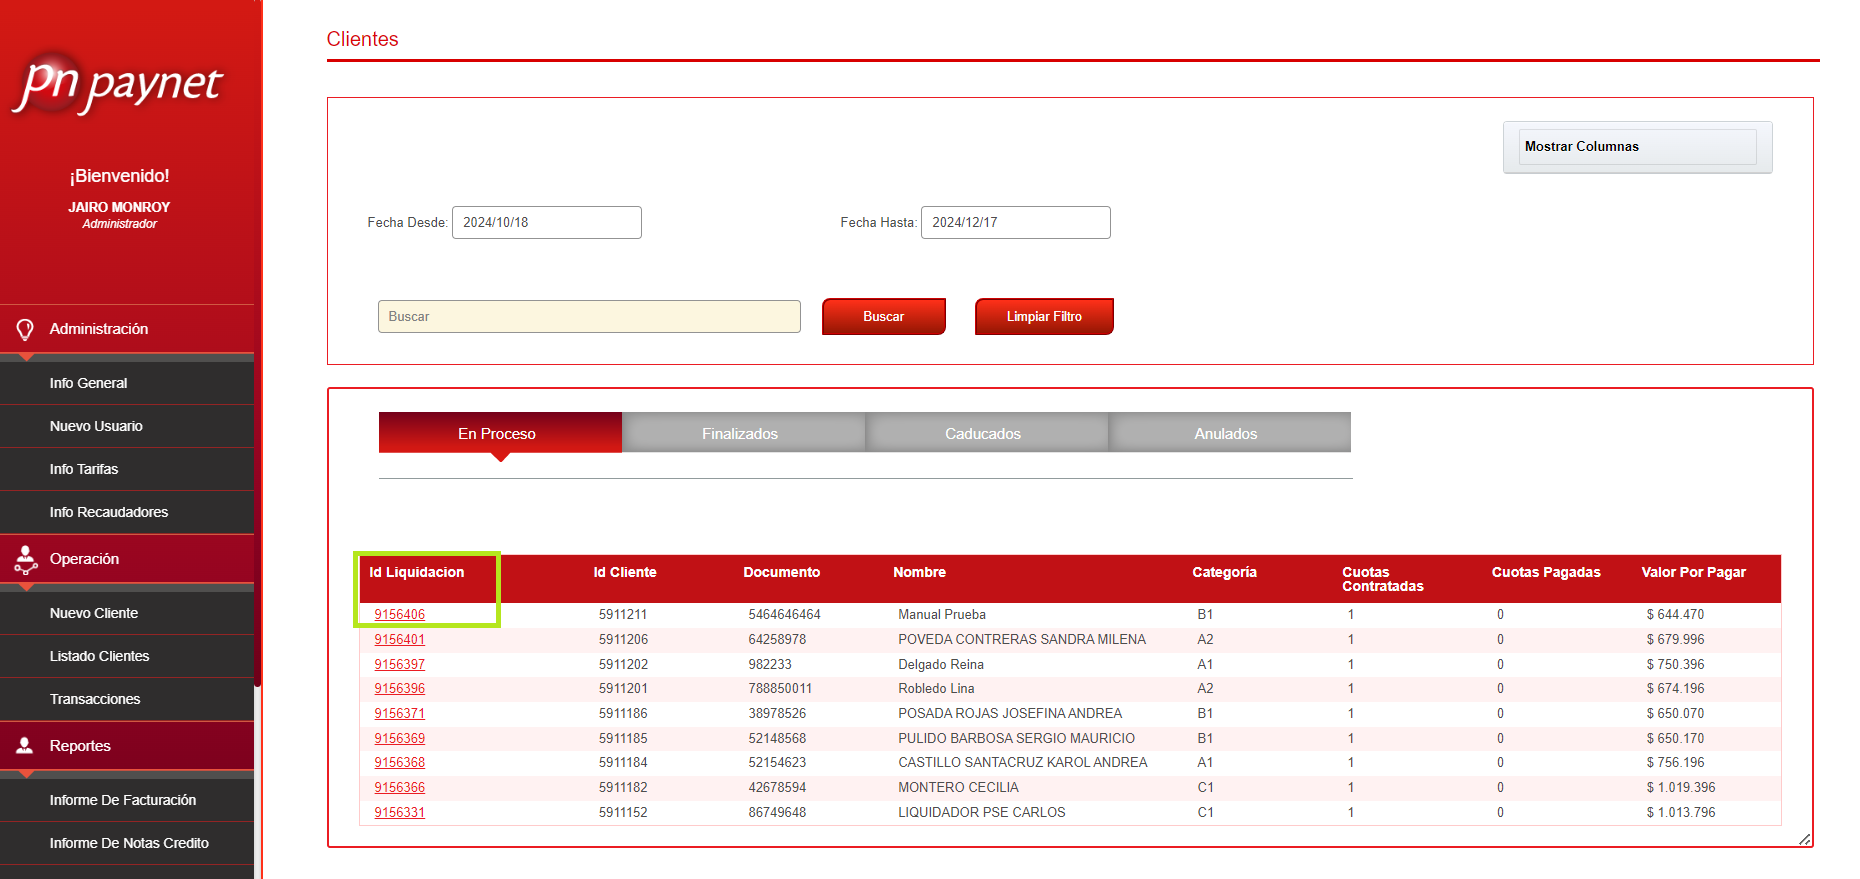 pn paynet
¡Bienvenido!
JAIRO MONROY
Administrador
Administración
Info General
Nuevo Usuario
Info Tarifas
Info Recaudadores
Operación
Nuevo Cliente
Listado Clientes
Transacciones
Reportes
Informe De Facturación
Informe De Notas Credito
Clientes
Mostrar Columnas
Fecha Desde: 2024/10/18 Fecha Hasta: 2024/12/17
Buscar Buscar Limpiar Filtro
En Proceso Finalizados Caducados Anulados
Id Liquidacion Id Cliente Documento Nombre Categoría Cuotas Contratadas Cuotas Pagadas Valor Por Pagar
9156406 5911211 5464646464 Manual Prueba B1 1 0 $ 644.470
9156401 5911206 64258978 POVEDA CONTRERAS SANDRA MILENA A2 1 0 $ 679.996
9156397 5911202 982233 Delgado Reina A1 1 0 $ 750.396
9156396 5911201 788850011 Robledo Lina A2 1 0 $ 674.196
9156371 5911186 38978526 POSADA ROJAS JOSEFINA ANDREA B1 1 0 $ 650.070
9156369 5911185 52148568 PULIDO BARBOSA SERGIO MAURICIO B1 1 0 $ 650.170
9156368 5911184 52154623 CASTILLO SANTACRUZ KAROL ANDREA A1 1 0 $ 756.196
9156366 5911182 42678594 MONTERO CECILIA C1 1 0 $ 1.019.396
9156331 5911152 86749648 LIQUIDADOR PSE CARLOS C1 1 0 $ 1.013.796